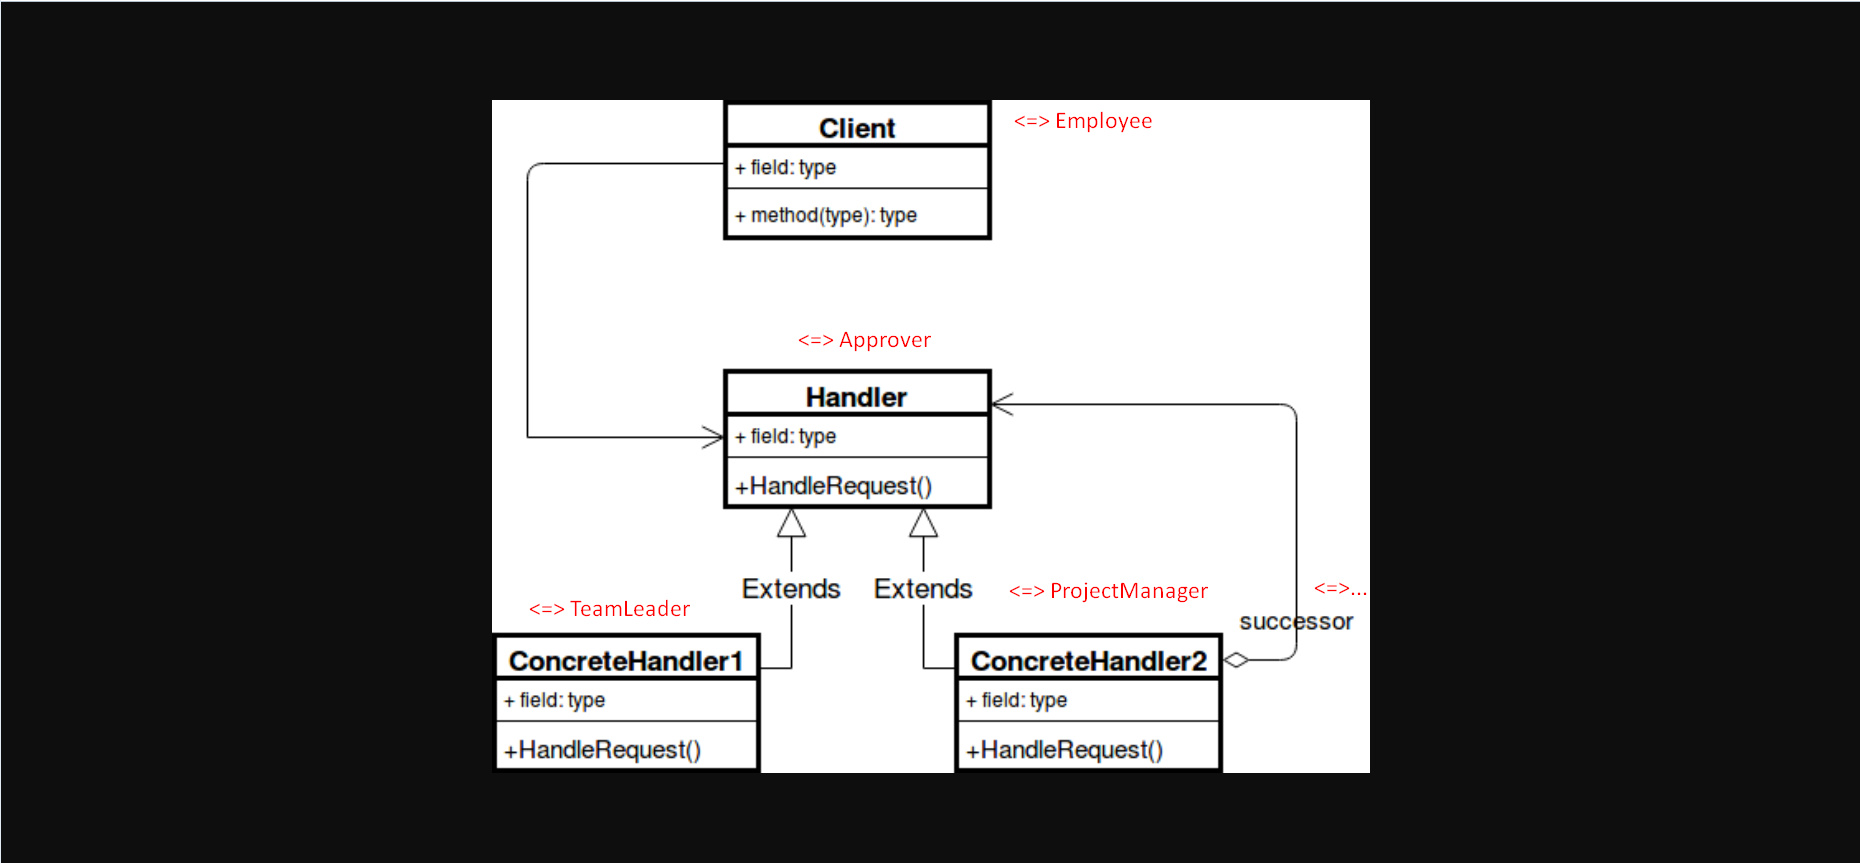 Client
<=> Employee
+ field: type
+ method(type): type
<=> Approver
Handler
+ field: type
+HandleRequest()
Extends
Extends
<=> TeamLeader
<=> ProjectManager
<=>...
successor
ConcreteHandler1
+ field: type
+HandleRequest()
ConcreteHandler2
+ field: type
+HandleRequest()